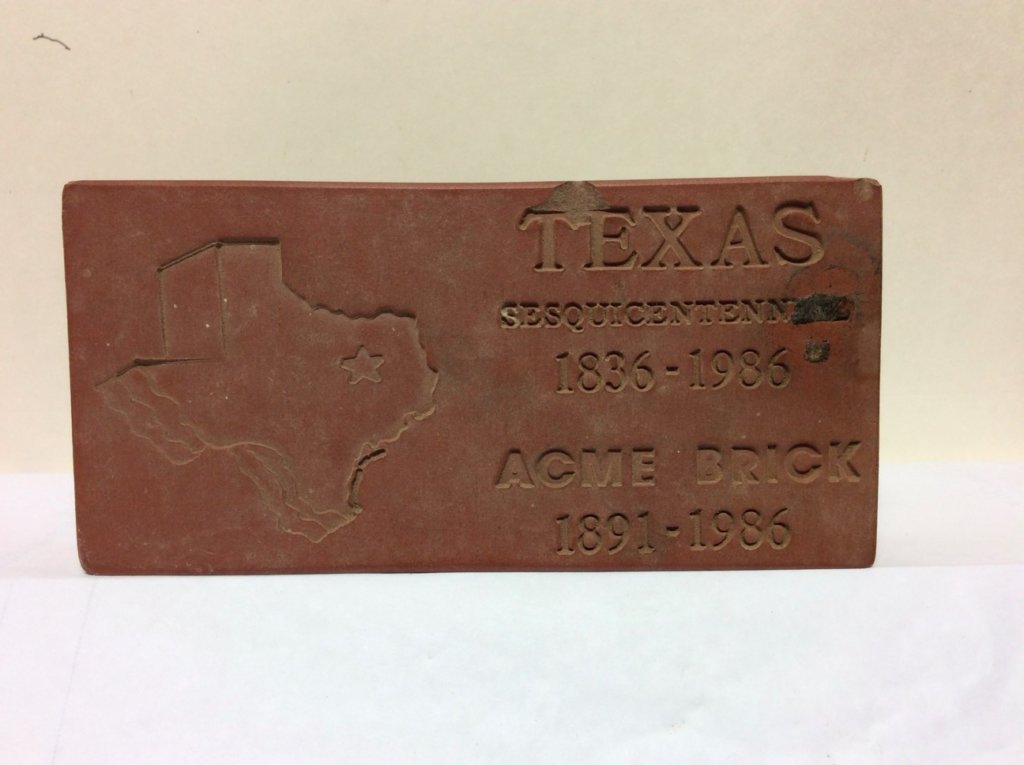 TEXAS
SESQUICENTENNIAL
1836-1986
ACME BRICK
1891-1986